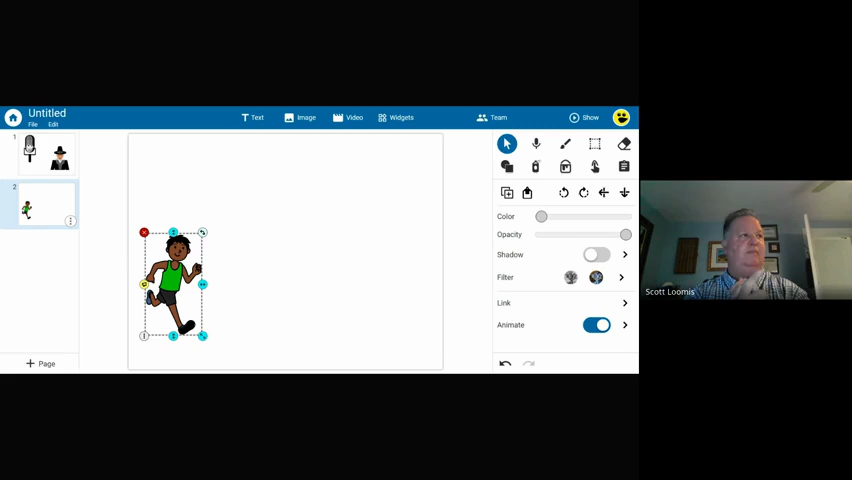 Untitled
File Edit
Text Image Video Widgets Team Show
1
2
Page
Color
Opacity
Shadow
Filter
Link
Animate
Scott Loomis